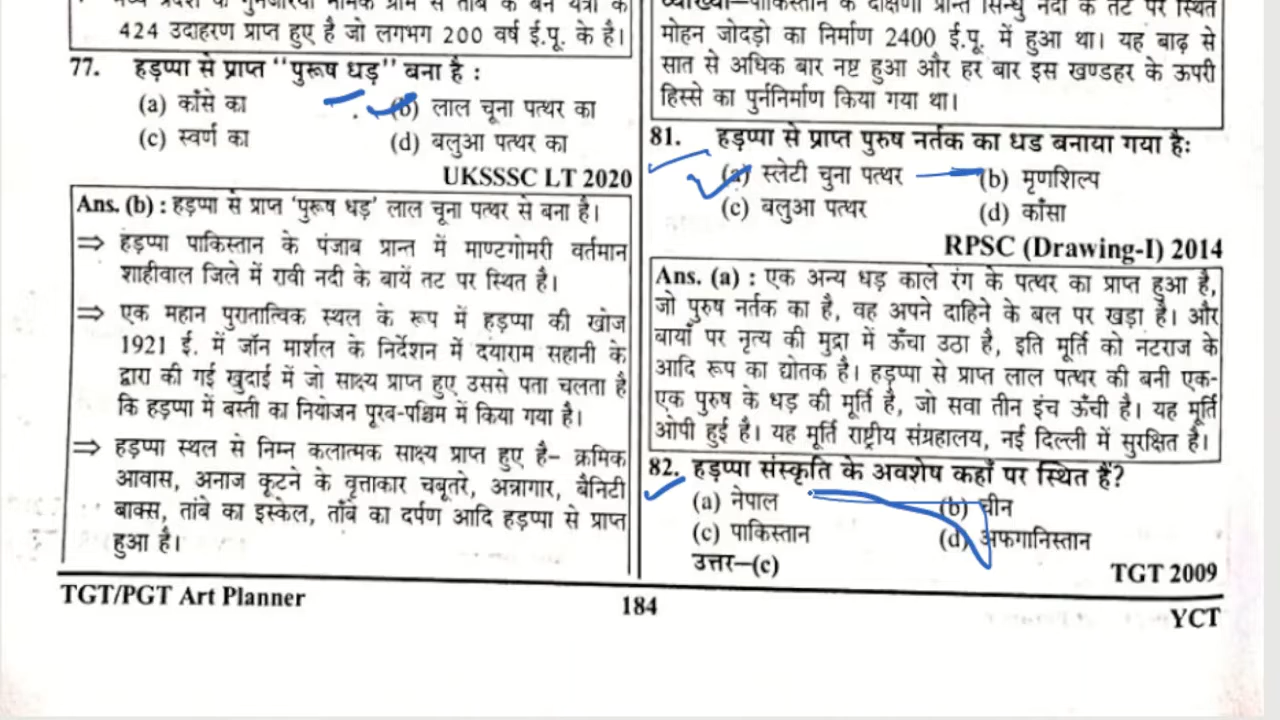 424 उदाहरण प्राप्त हुए है जो लगभग 200 वर्ष ई.पू. के है।
77. हड़प्पा से प्राप्त "पुरूष धड़" बना है :
(a) काँसे का (b) लाल चूना पत्थर का
(c) स्वर्ण का (d) बलुआ पत्थर का
UKSSSC LT 2020
Ans. (b) : हड़प्पा से प्राप्त 'पुरूष धड़' लाल चूना पत्थर से बना है।
⇒ हड़प्पा पाकिस्तान के पंजाब प्रान्त में माण्टगोमरी वर्तमान
शाहीवाल जिले में रावी नदी के बायें तट पर स्थित है।
⇒ एक महान पुरातात्विक स्थल के रूप में हड़प्पा की खोज
1921 ई. में जॉन मार्शल के निर्देशन में दयाराम सहानी के
द्वारा की गई खुदाई में जो साक्ष्य प्राप्त हुए उससे पता चलता है
कि हड़प्पा में बस्ती का नियोजन पूरब-पश्चिम में किया गया है।
⇒ हड़प्पा स्थल से निम्न कलात्मक साक्ष्य प्राप्त हुए है– क्रमिक
आवास, अनाज कूटने के वृत्ताकार चबूतरे, अन्नागार, बैनिटी
बाक्स, तांबे का इस्केल, ताँबे का दर्पण आदि हड़प्पा से प्राप्त
हुआ है।
व्याख्या–पाकिस्तान के दक्षिणी प्रान्त सिन्धु नदी के तट पर स्थित
मोहन जोदड़ो का निर्माण 2400 ई.पू. में हुआ था। यह बाढ़ से
सात से अधिक बार नष्ट हुआ और हर बार इस खण्डहर के ऊपरी
हिस्से का पुर्ननिर्माण किया गया था।
81. हड़प्पा से प्राप्त पुरुष नर्तक का धड बनाया गया है:
(a) स्लेटी चुना पत्थर (b) मृणशिल्प
(c) बलुआ पत्थर (d) काँसा
RPSC (Drawing-I) 2014
Ans. (a) : एक अन्य धड़ काले रंग के पत्थर का प्राप्त हुआ है,
जो पुरुष नर्तक का है, वह अपने दाहिने के बल पर खड़ा है। और
बायाँ पर नृत्य की मुद्रा में ऊँचा उठा है, इति मूर्ति को नटराज के
आदि रूप का द्योतक है। हड़प्पा से प्राप्त लाल पत्थर की बनी एक-
एक पुरुष के धड़ की मूर्ति है, जो सवा तीन इंच ऊँची है। यह मूर्ति
ओपी हुई है। यह मूर्ति राष्ट्रीय संग्रहालय, नई दिल्ली में सुरक्षित है।
82. हड़प्पा संस्कृति के अवशेष कहाँ पर स्थित हैं?
(a) नेपाल (b) चीन
(c) पाकिस्तान (d) अफगानिस्तान
उत्तर–(c)
TGT 2009
TGT/PGT Art Planner 184 YCT